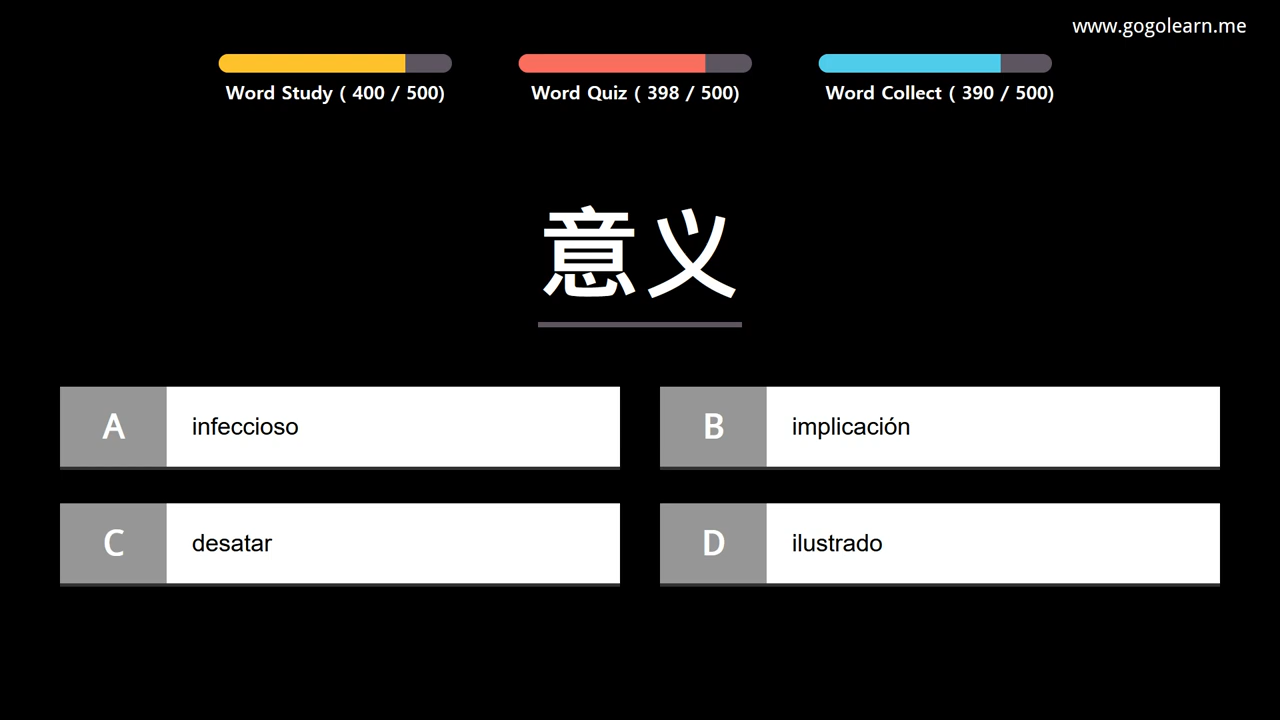 www.gogolearn.me
Word Study ( 400 / 500)
Word Quiz ( 398 / 500)
Word Collect ( 390 / 500)
意义
A infeccioso
B implicación
C desatar
D ilustrado